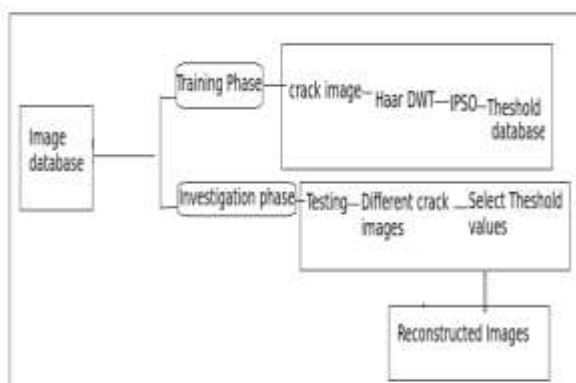 Image
database
Training Phase
crack image
Haar DWT
IPSO
Theshold
database
Investigation phase
Testing
Different crack
images
Select Theshold
values
Reconstructed Images